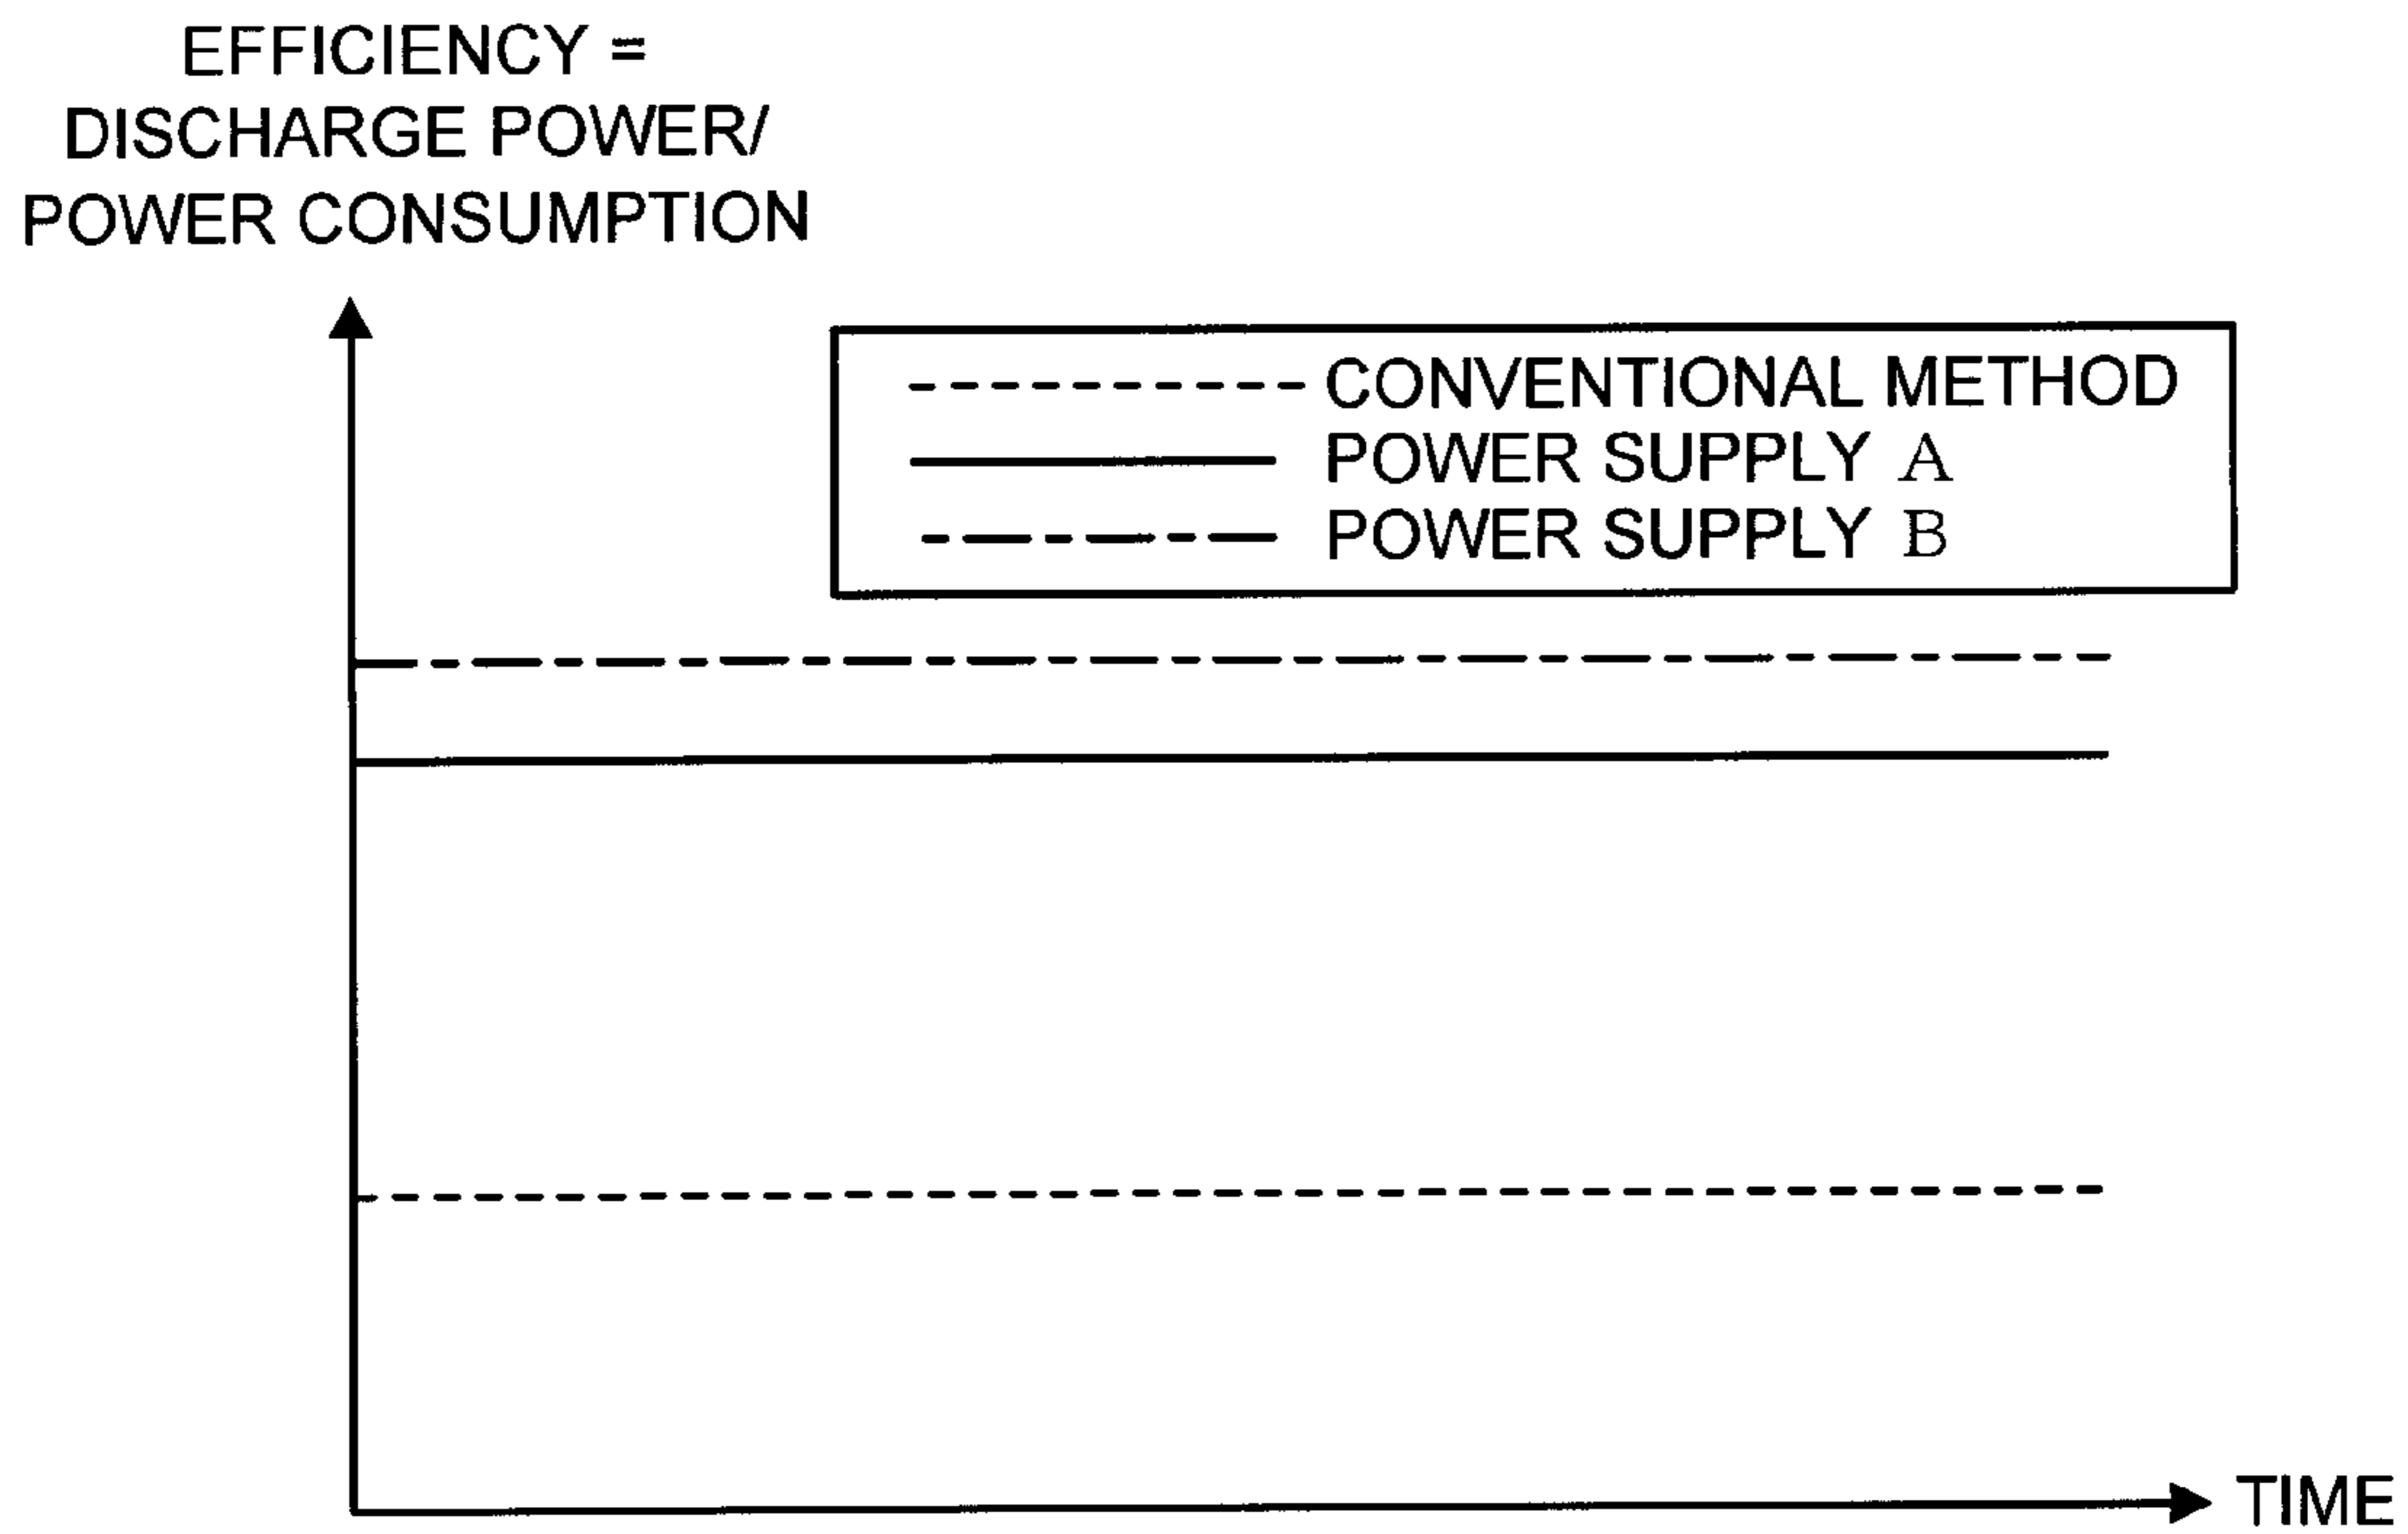 EFFICIENCY =
DISCHARGE POWER/
POWER CONSUMPTION
CONVENTIONAL METHOD
POWER SUPPLY A
POWER SUPPLY B
TIME